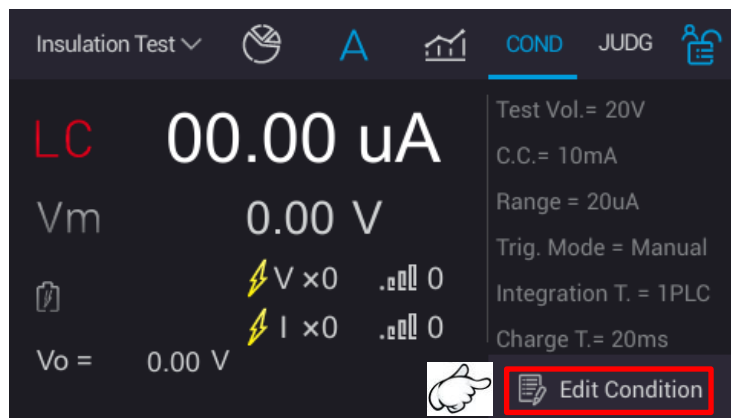 Insulation Test A COND JUDG
LC 00.00 uA
Vm 0.00 V
V ×0 0
I ×0 0
Vo = 0.00 V
Test Vol.= 20V
C.C.= 10mA
Range = 20uA
Trig. Mode = Manual
Integration T. = 1PLC
Charge T.= 20ms
Edit Condition